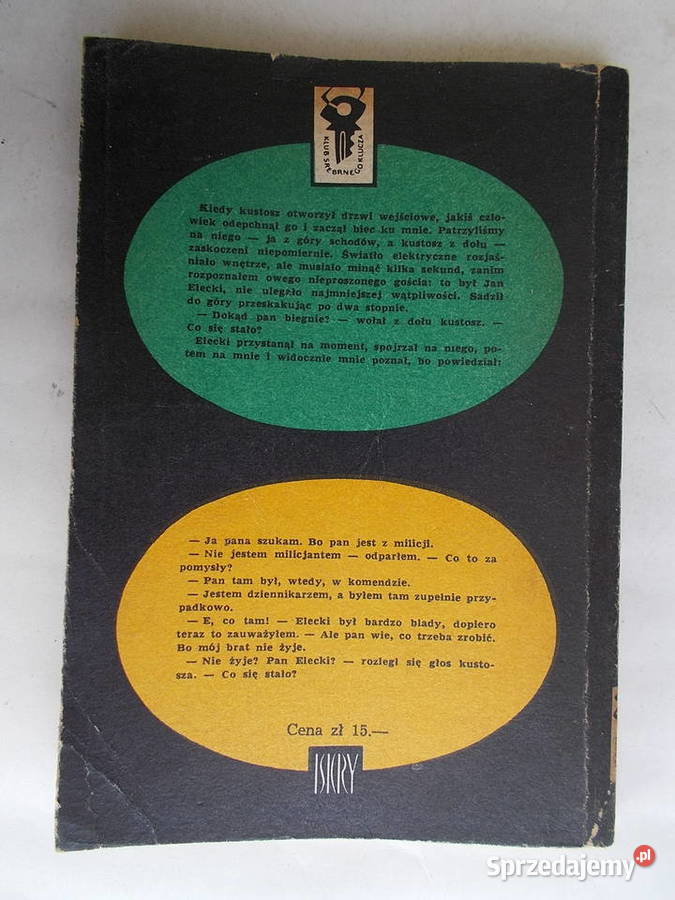 KLUB SREBRNEGO KLUCZA
Kiedy kustosz otworzył drzwi wejściowe, jakiś czło-
wiek odepchnął go i zaczął biec ku mnie. Patrzyliśmy
na niego — ja z góry schodów, a kustosz z dołu —
zaskoczeni niepomiernie. Światło elektryczne rozjaś-
niało wnętrze, ale musiało minąć kilka sekund, zanim
rozpoznałem owego nieproszonego gościa: to był Jan
Elecki, nie ulegało najmniejszej wątpliwości. Sadził
do góry przeskakując po dwa stopnie.
— Dokąd pan biegnie? — wołał z dołu kustosz. —
Co się stało?
Elecki przystanął na moment, spojrzał na niego, po-
tem na mnie i widocznie mnie poznał, bo powiedział:
— Ja pana szukam. Bo pan jest z milicji.
— Nie jestem milicjantem — odparłem. — Co to za
pomysły?
— Pan tam był, wtedy, w komendzie.
— Jestem dziennikarzem, a byłem tam zupełnie przy-
padkowo.
— E, co tam! — Elecki był bardzo blady, dopiero
teraz to zauważyłem. — Ale pan wie, co trzeba zrobić.
Bo mój brat nie żyje.
— Nie żyje? Pan Elecki? — rozległ się głos kusto-
sza. — Co się stało?
Cena zł 15.—
ISKRY
Sprzedajemy.pl